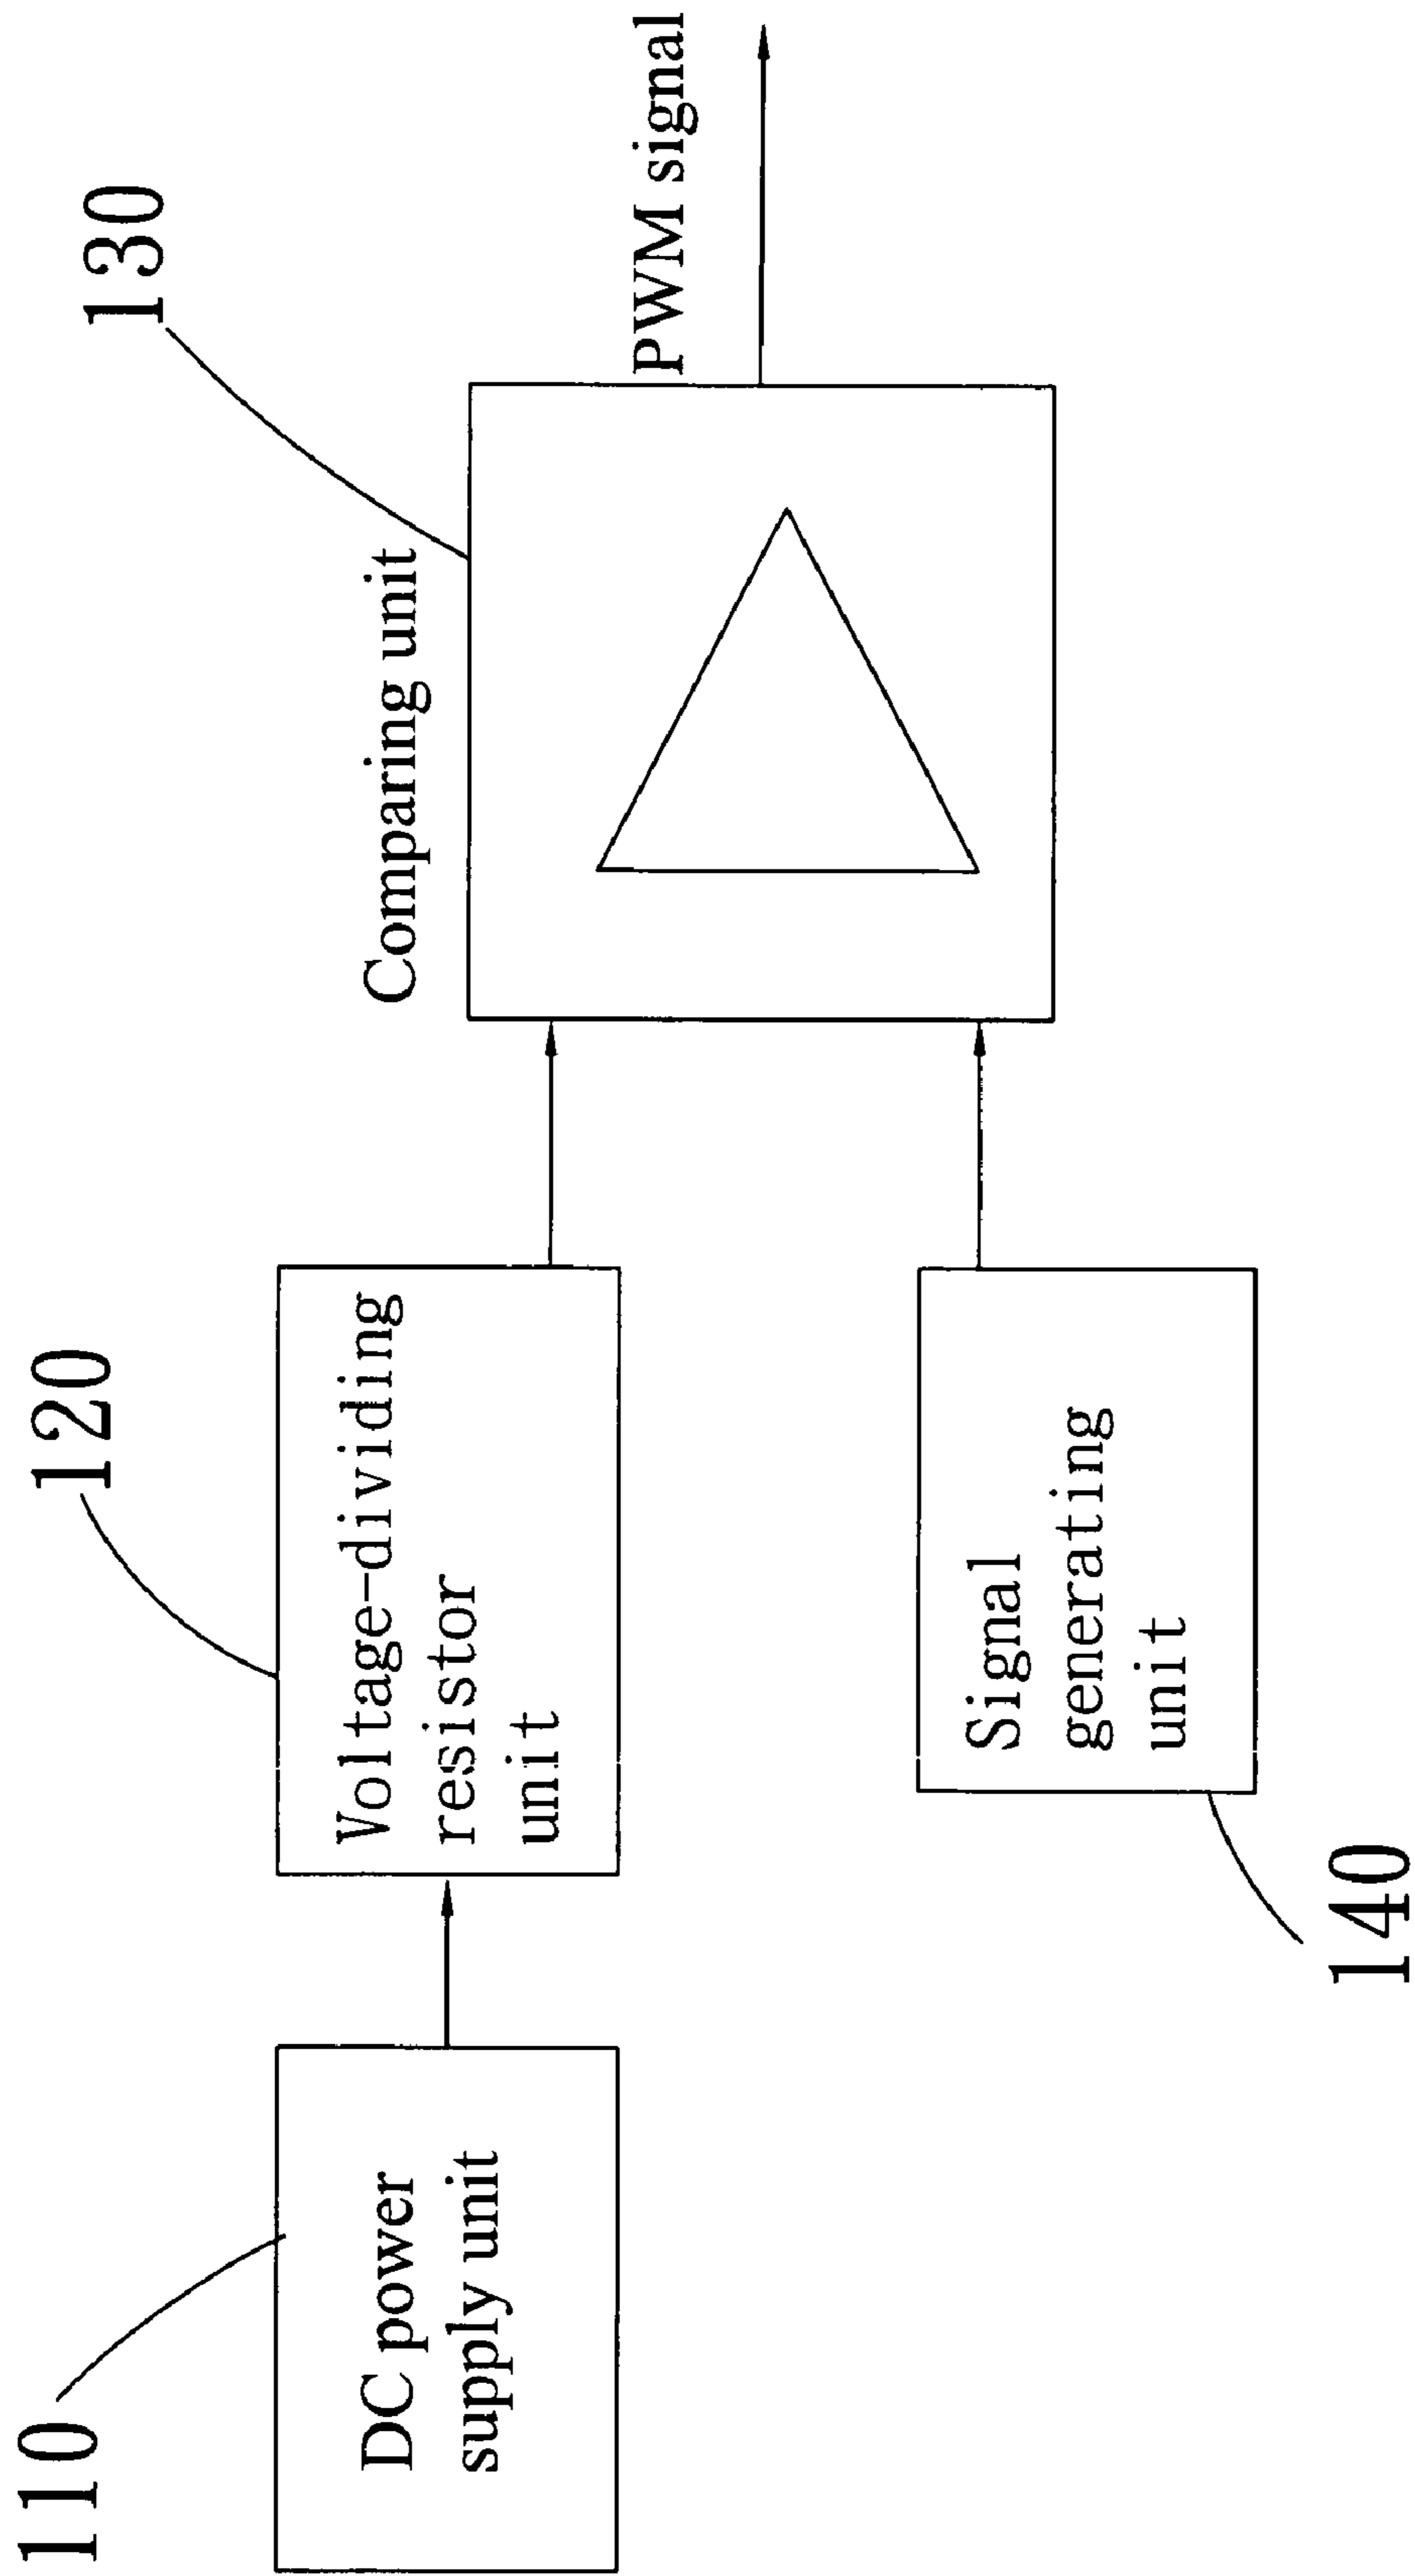 110
DC power
supply unit
120
Voltage-dividing
resistor
unit
140
Signal
generating
unit
130
Comparing unit
PWM signal